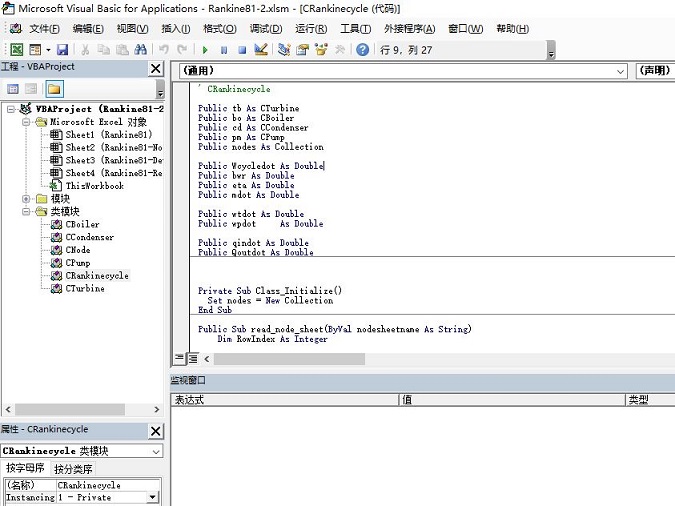 Microsoft Visual Basic for Applications - Rankine81-2.xlsm - [CRankinecycle (代码)]
文件(F) 编辑(E) 视图(V) 插入(I) 格式(O) 调试(D) 运行(R) 工具(T) 外接程序(A) 窗口(W) 帮助(H)
行 9, 列 27
工程 - VBAProject
VBAProject (Rankine81-2
Microsoft Excel 对象
Sheet1 (Rankine81)
Sheet2 (Rankine81-No
Sheet3 (Rankine81-De
Sheet4 (Rankine81-Re
ThisWorkbook
模块
类模块
CBoiler
CCondenser
CNode
CPump
CRankinecycle
CTurbine
属性 - CRankinecycle
CRankinecycle 类模块
按字母序 按分类序
(名称) CRankinecycle
Instancing 1 - Private
(通用) (声明)
' CRankinecycle
Public tb As CTurbine
Public bo As CBoiler
Public cd As CCondenser
Public pm As CPump
Public nodes As Collection
Public Wcycledot As Double
Public bwr As Double
Public eta As Double
Public mdot As Double
Public wtdot As Double
Public wpdot As Double
Public qindot As Double
Public Qoutdot As Double
Private Sub Class_Initialize()
Set nodes = New Collection
End Sub
Public Sub read_node_sheet(ByVal nodesheetname As String)
Dim RowIndex As Integer
监视窗口
表达式 值 类型